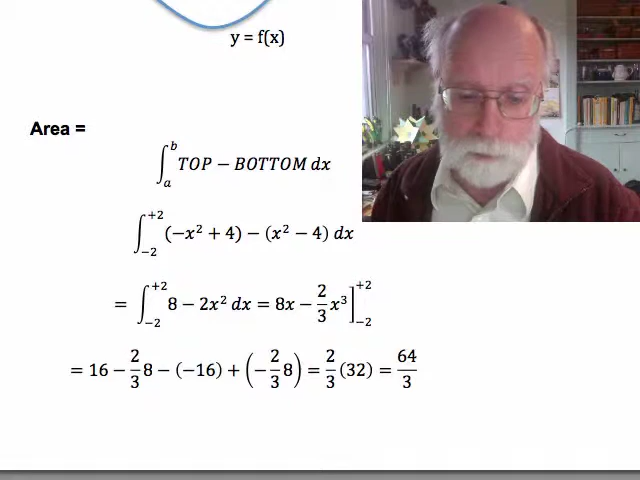 y = f(x)
Area =
∫_a^b TOP − BOTTOM dx
∫_{−2}^{+2} (−x² + 4) − (x² − 4) dx
= ∫_{−2}^{+2} 8 − 2x² dx = 8x − 2/3 x³]_{−2}^{+2}
= 16 − 2/3 8 − (−16) + (− 2/3 8) = 2/3 (32) = 64/3